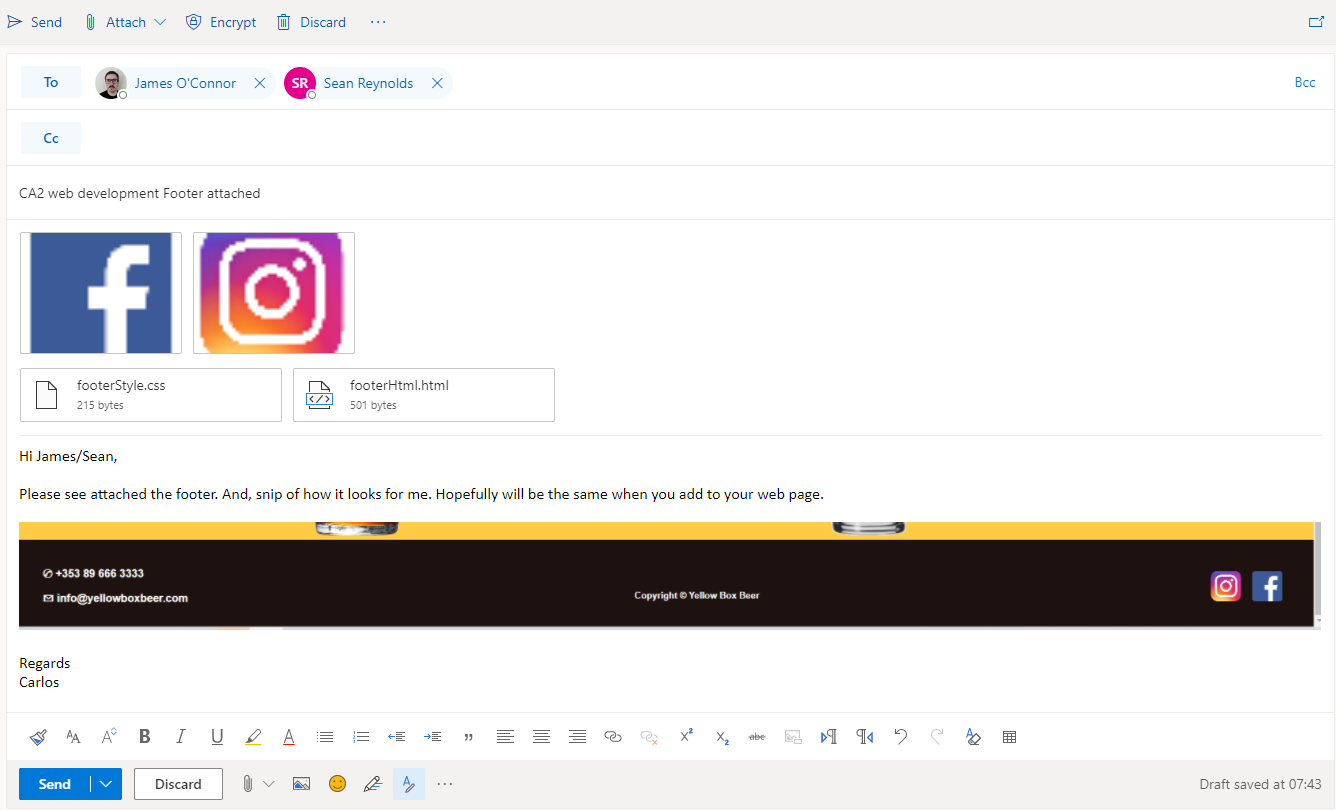 Send Attach Encrypt Discard ...
To James O'Connor SR Sean Reynolds Bcc
Cc
CA2 web development Footer attached
footerStyle.css
215 bytes
footerHtml.html
501 bytes
Hi James/Sean,
Please see attached the footer. And, snip of how it looks for me. Hopefully will be the same when you add to your web page.
+353 89 666 3333
info@yellowboxbeer.com
Copyright © Yellow Box Beer
Regards
Carlos
Send Discard ... Draft saved at 07:43